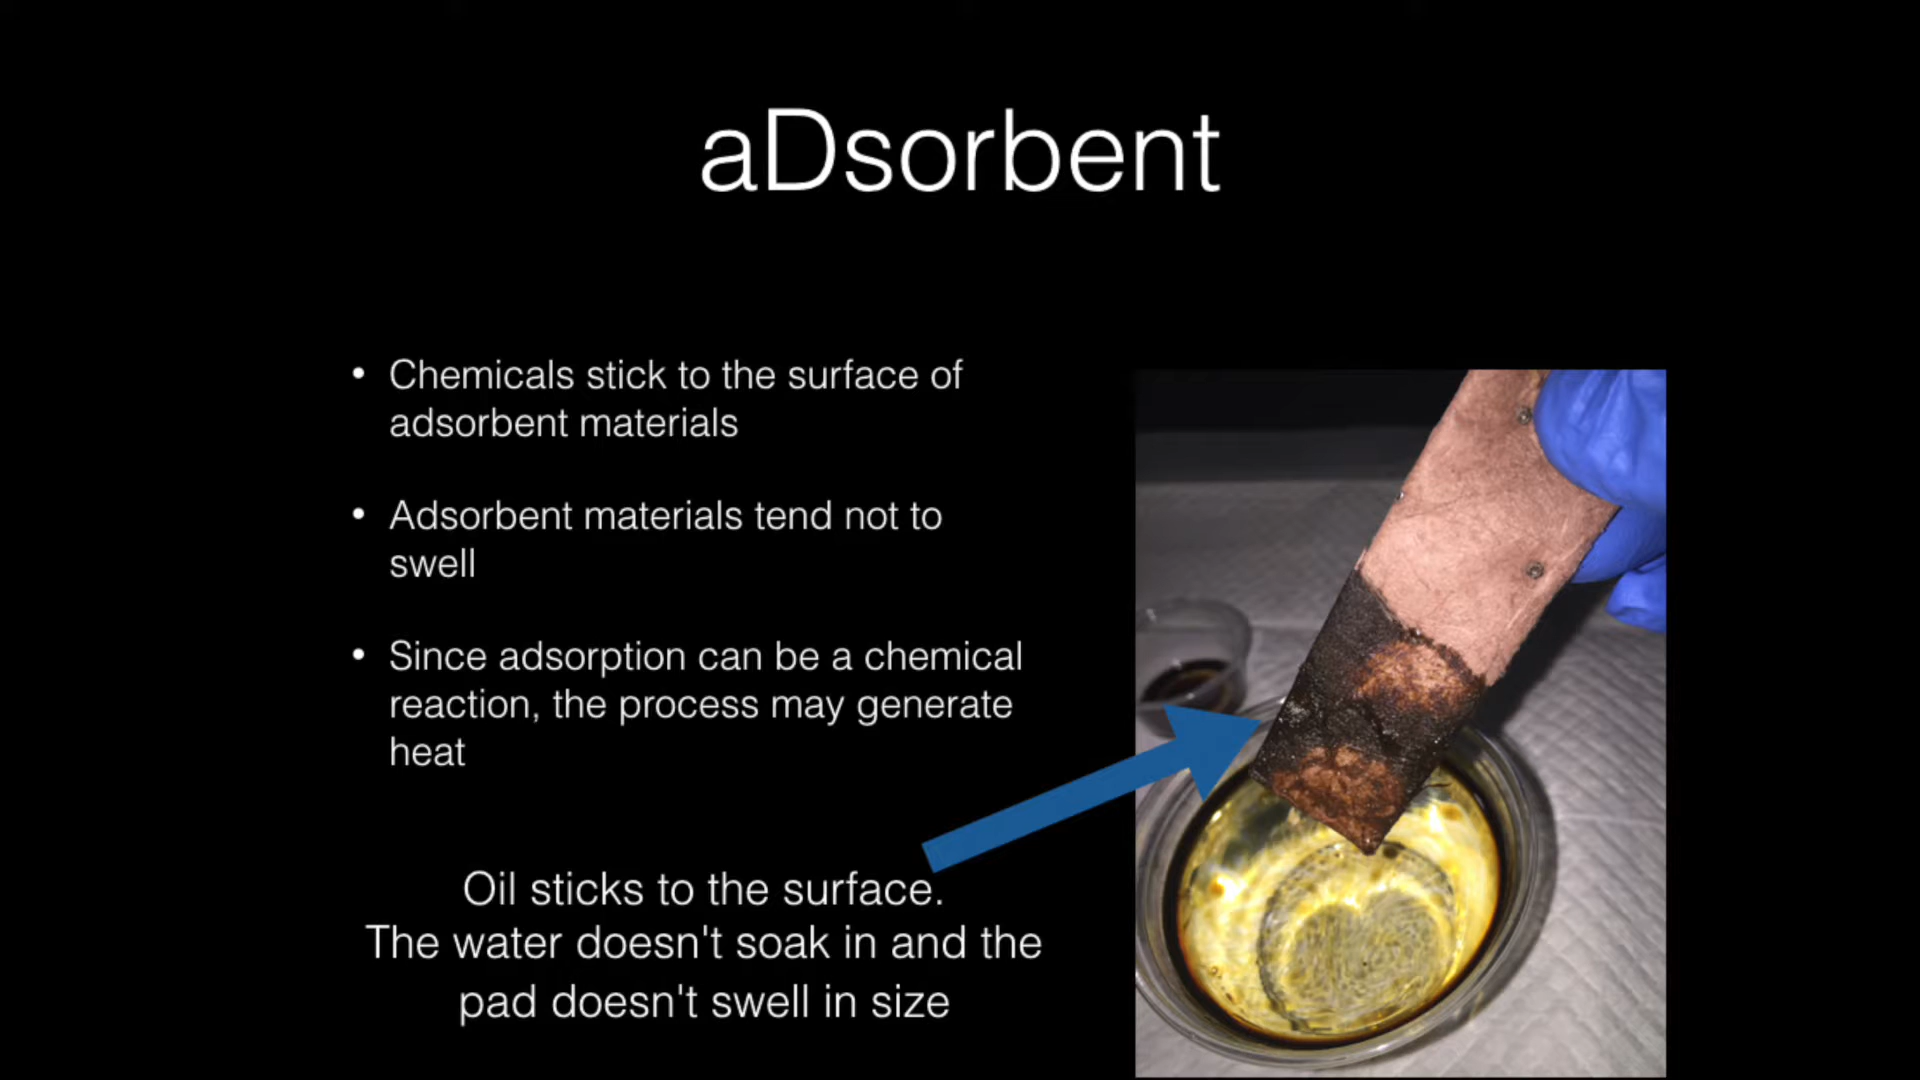 aDsorbent
• Chemicals stick to the surface of
adsorbent materials
• Adsorbent materials tend not to
swell
• Since adsorption can be a chemical
reaction, the process may generate
heat
Oil sticks to the surface.
The water doesn't soak in and the
pad doesn't swell in size